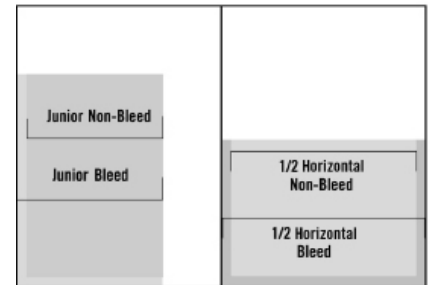 Junior Non-Bleed
Junior Bleed
1/2 Horizontal
Non-Bleed
1/2 Horizontal
Bleed